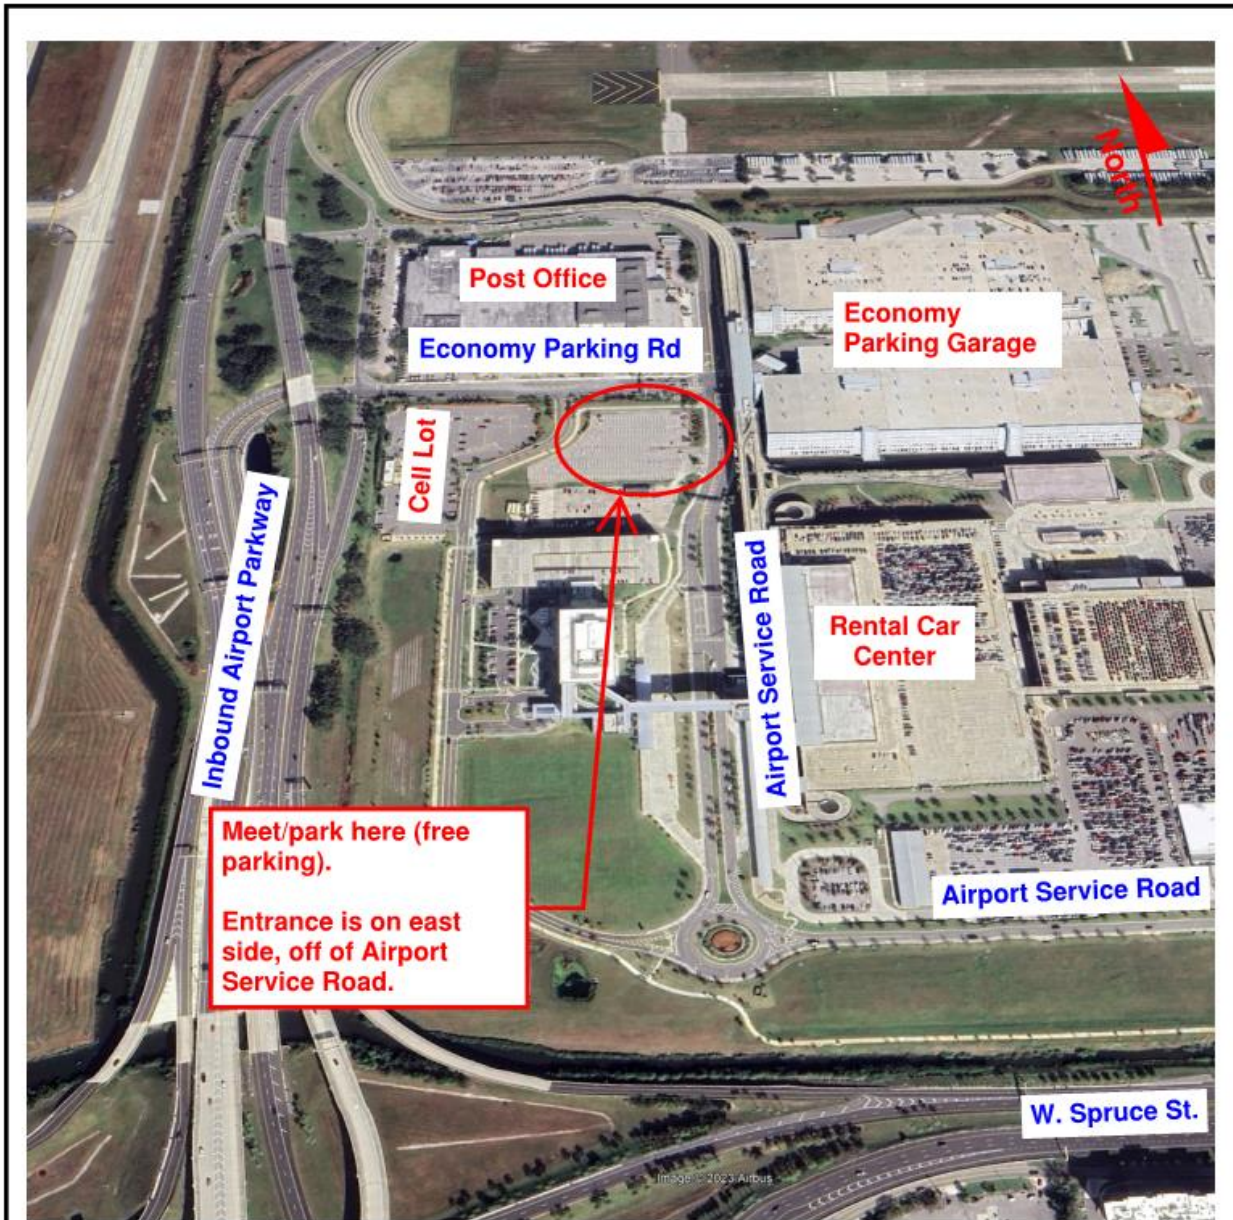 North
Post Office
Economy Parking Rd
Economy
Parking Garage
Cell Lot
Inbound Airport Parkway
Airport Service Road
Rental Car
Center
Meet/park here (free
parking).
Entrance is on east
side, off of Airport
Service Road.
Airport Service Road
W. Spruce St.
Image © 2023 Airbus